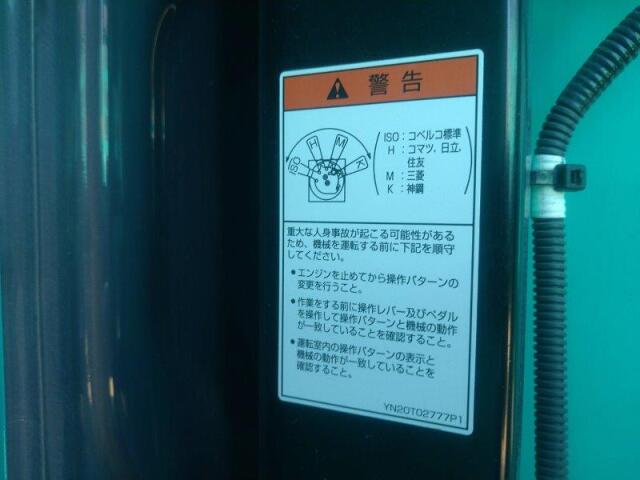 警告
ISO：コベルコ標準
H：コマツ，日立，
住友
M：三菱
K：神鋼
ISO
H
M
K
重大な人身事故が起こる可能性がある
ため、機械を運転する前に下記を順守
してください。
●エンジンを止めてから操作パターンの
変更を行うこと。
●作業をする前に操作レバー及びペダル
を操作して操作パターンと機械の動作
が一致していることを確認すること。
●運転室内の操作パターンの表示と
機械の動作が一致していることを
確認すること。
YN20T02777P1